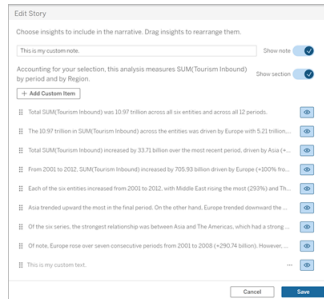 Edit Story
Choose insights to include in the narrative. Drag insights to rearrange them.
This is my custom note.
Show note
Accounting for your selection, this analysis measures SUM(Tourism Inbound)
by period and by Region.
Show section
+ Add Custom Item
Total SUM(Tourism Inbound) was 10.97 trillion across all six entities and across all 12 periods.
The 10.97 trillion in SUM(Tourism Inbound) across the entities was driven by Europe with 5.21 trillion...
Total SUM(Tourism Inbound) increased by 33.71 billion over the most recent period, driven by Asia (+...
From 2001 to 2012, SUM(Tourism Inbound) increased by 705.93 billion driven by Europe (+100% fro...
Each of the six entities increased from 2001 to 2012, with Middle East rising the most (293%) and Th...
Asia trended upward the most in the final period. On the other hand, Europe trended downward the ...
Of the six series, the strongest relationship was between Asia and The Americas, which had a strong ...
Of note, Europe rose over seven consecutive periods from 2001 to 2008 (+290.74 billion). However, ...
This is my custom text.
Cancel
Save